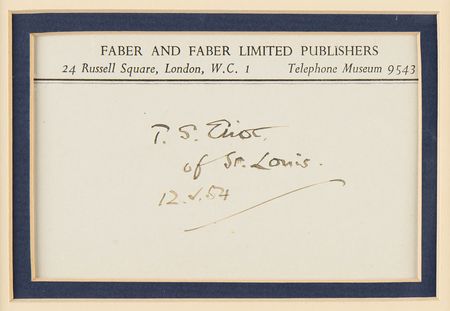 FABER AND FABER LIMITED PUBLISHERS
24 Russell Square, London, W.C. 1 Telephone Museum 9543
T. S. Eliot,
of St. Louis.
12.v.54